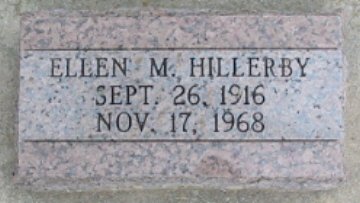 ELLEN M. HILLERBY
SEPT. 26, 1916
NOV. 17, 1968